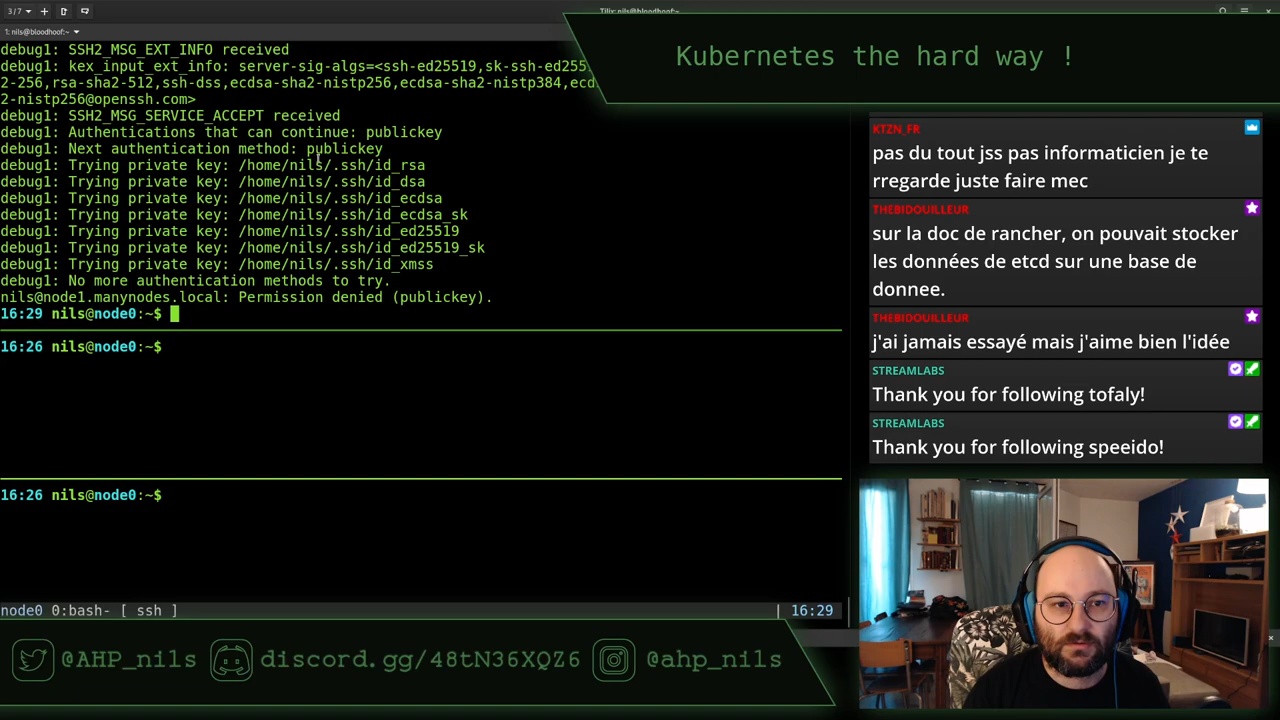 3/7
Tilix: nils@bloodhoof:~
1: nils@bloodhoof:~
debug1: SSH2_MSG_EXT_INFO received
debug1: kex_input_ext_info: server-sig-algs=<ssh-ed25519,sk-ssh-ed255
2-256,rsa-sha2-512,ssh-dss,ecdsa-sha2-nistp256,ecdsa-sha2-nistp384,ecd
2-nistp256@openssh.com>
debug1: SSH2_MSG_SERVICE_ACCEPT received
debug1: Authentications that can continue: publickey
debug1: Next authentication method: publickey
debug1: Trying private key: /home/nils/.ssh/id_rsa
debug1: Trying private key: /home/nils/.ssh/id_dsa
debug1: Trying private key: /home/nils/.ssh/id_ecdsa
debug1: Trying private key: /home/nils/.ssh/id_ecdsa_sk
debug1: Trying private key: /home/nils/.ssh/id_ed25519
debug1: Trying private key: /home/nils/.ssh/id_ed25519_sk
debug1: Trying private key: /home/nils/.ssh/id_xmss
debug1: No more authentication methods to try.
nils@node1.manynodes.local: Permission denied (publickey).
16:29 nils@node0:~$
16:26 nils@node0:~$
16:26 nils@node0:~$
node0 0:bash- [ ssh ] | 16:29
Kubernetes the hard way !
KTZN_FR
pas du tout jss pas informaticien je te
rregarde juste faire mec
THEBIDOUILLEUR
sur la doc de rancher, on pouvait stocker
les données de etcd sur une base de
donnee.
THEBIDOUILLEUR
j'ai jamais essayé mais j'aime bien l'idée
STREAMLABS
Thank you for following tofaly!
STREAMLABS
Thank you for following speeido!
@AHP_nils discord.gg/48tN36XQZ6 @ahp_nils